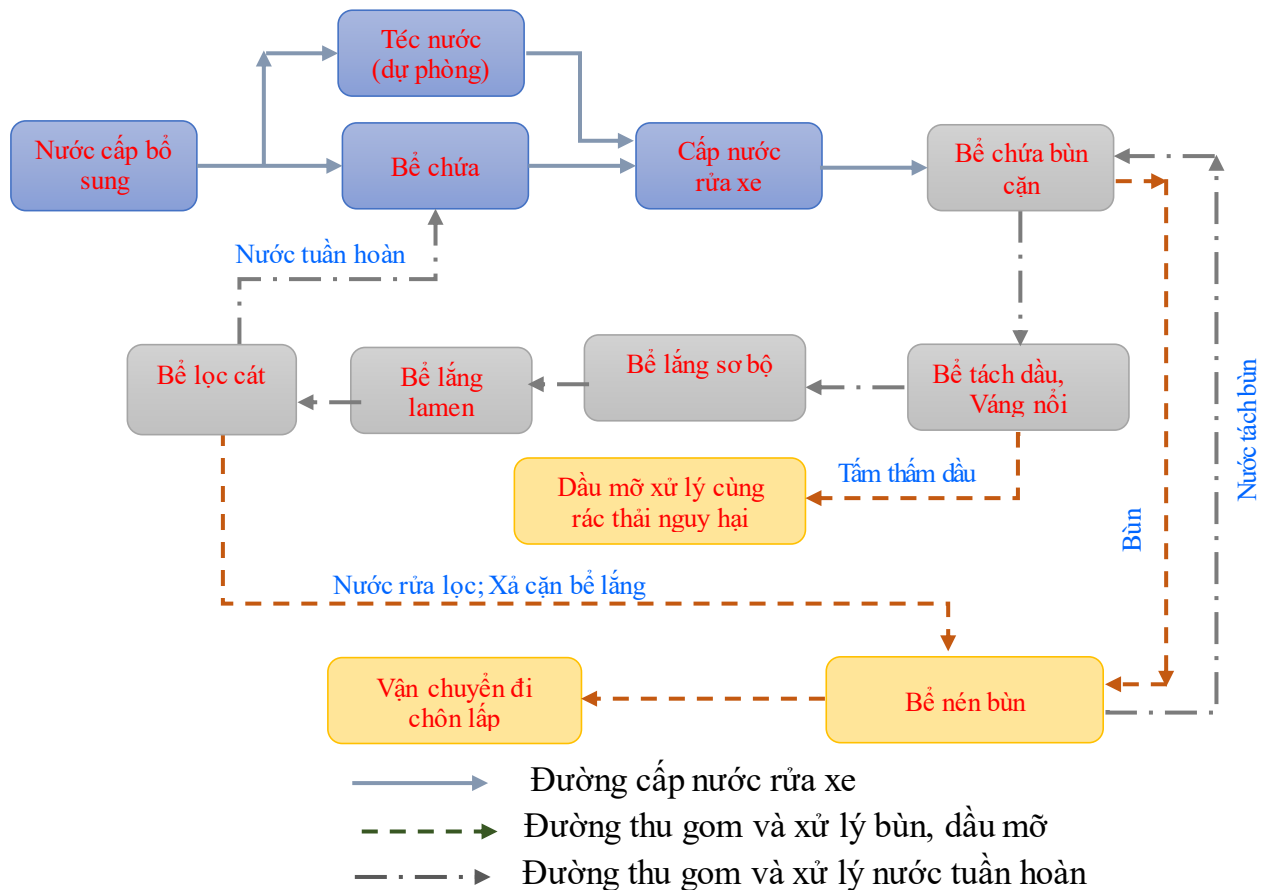 Téc nước
(dự phòng)
Nước cấp bổ
sung
Bể chứa
Cấp nước
rửa xe
Bể chứa bùn
cặn
Nước tuần hoàn
Bể lọc cát
Bể lắng
lamen
Bể lắng sơ bộ
Bể tách dầu,
Váng nổi
Nước tách bùn
Tấm thấm dầu
Dầu mỡ xử lý cùng
rác thải nguy hại
Bùn
Nước rửa lọc; Xả cặn bể lắng
Vận chuyển đi
chôn lấp
Bể nén bùn
Đường cấp nước rửa xe
Đường thu gom và xử lý bùn, dầu mỡ
Đường thu gom và xử lý nước tuần hoàn